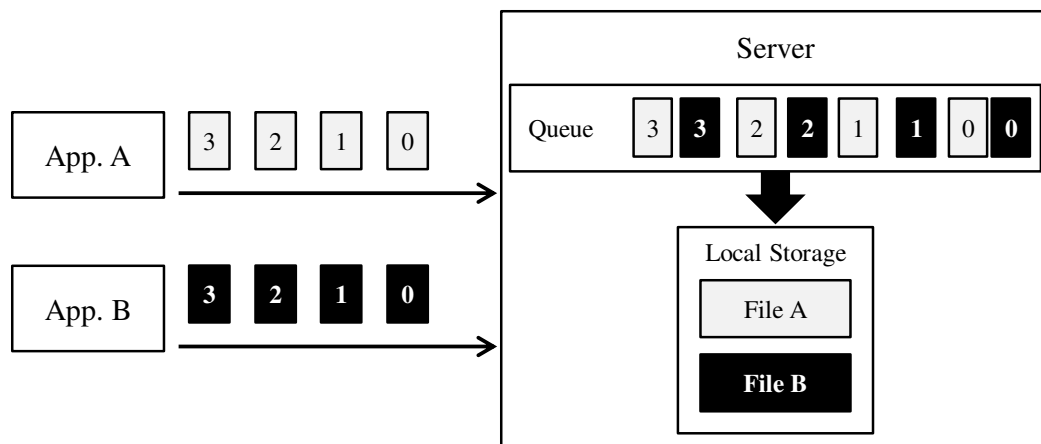 Server
App. A
3 2 1 0
Queue 3 3 2 2 1 1 0 0
App. B
3 2 1 0
Local Storage
File A
File B